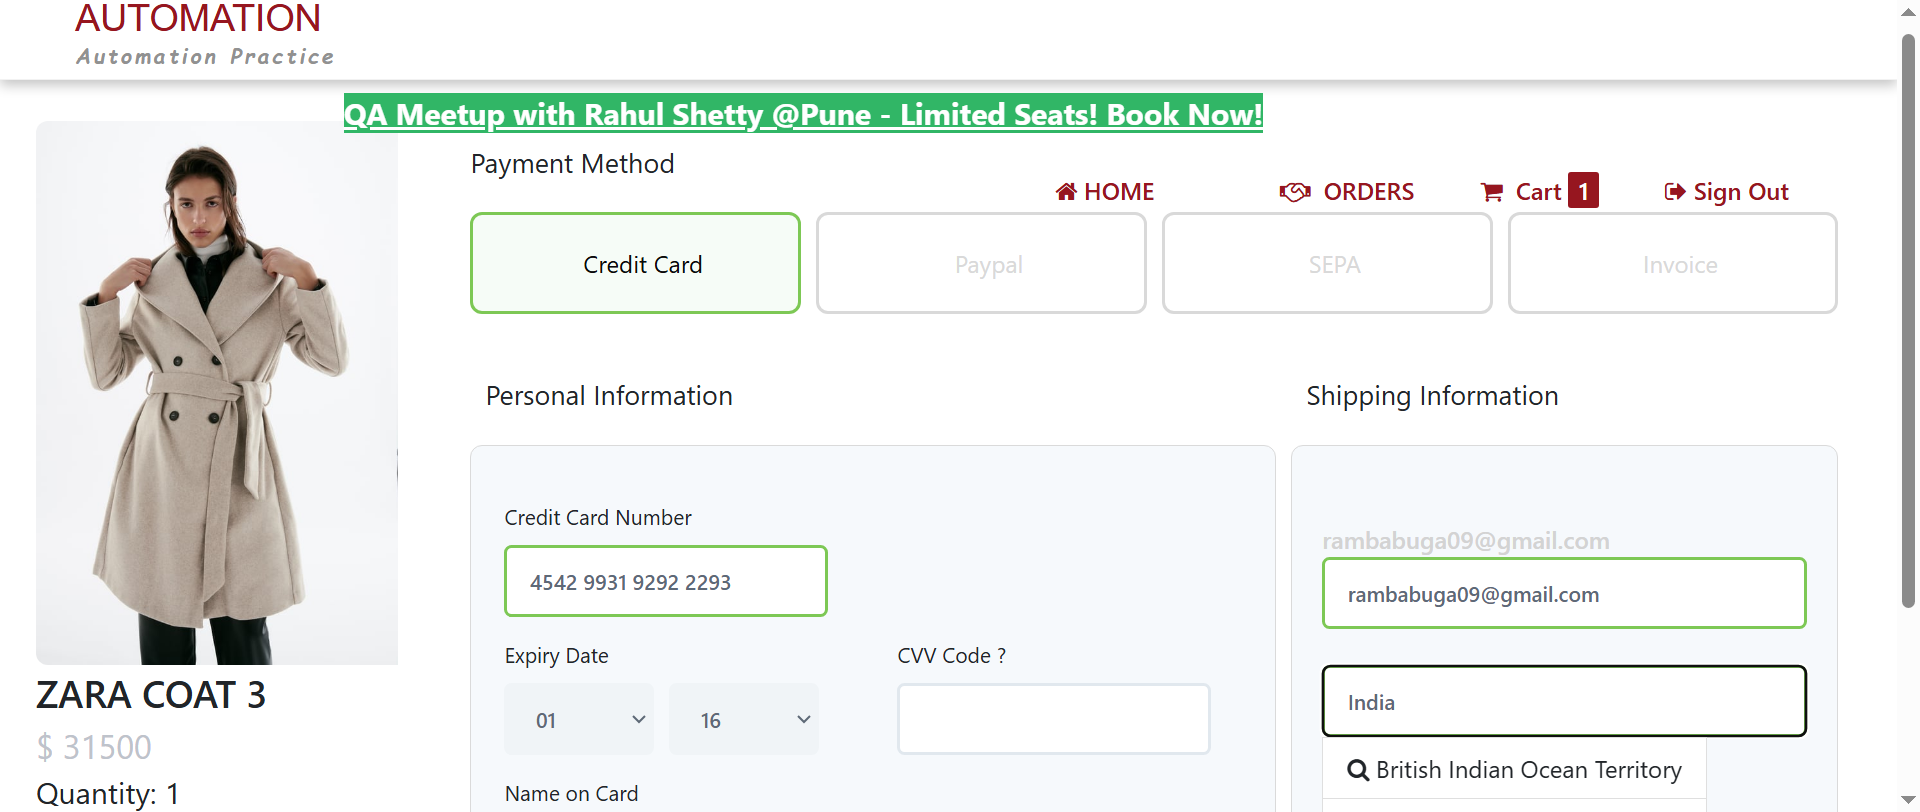 AUTOMATION
Automation Practice
QA Meetup with Rahul Shetty @Pune - Limited Seats! Book Now!
Payment Method
HOME
ORDERS
Cart 1
Sign Out
Credit Card
Paypal
SEPA
Invoice
Personal Information
Shipping Information
Credit Card Number
4542 9931 9292 2293
rambabuga09@gmail.com
rambabuga09@gmail.com
Expiry Date
CVV Code ?
01
16
India
British Indian Ocean Territory
Name on Card
ZARA COAT 3
$ 31500
Quantity: 1